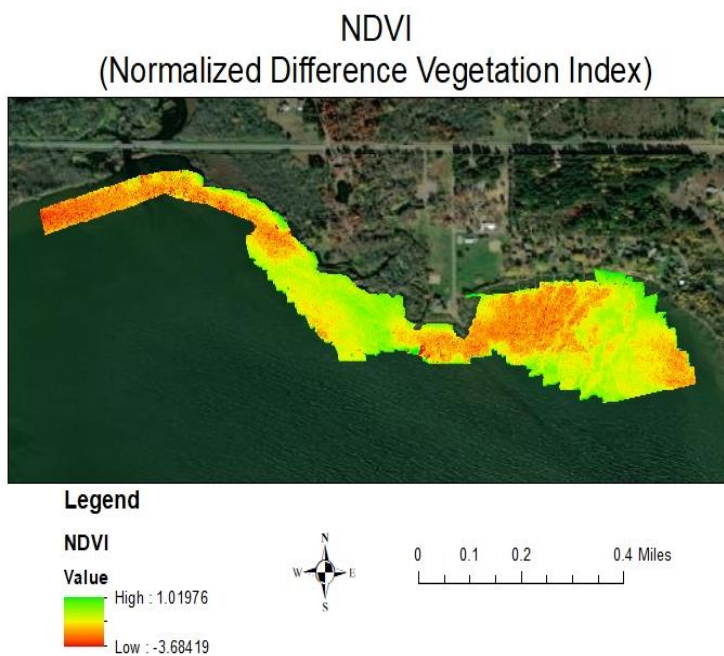 NDVI
(Normalized Difference Vegetation Index)
Legend
NDVI
Value
High : 1.01976
Low : -3.68419
N
W E
S
0 0.1 0.2 0.4 Miles